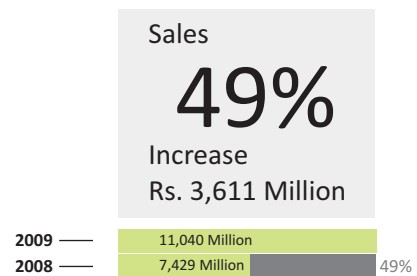 Sales
49%
Increase
Rs. 3,611 Million
2009 11,040 Million
2008 7,429 Million 49%